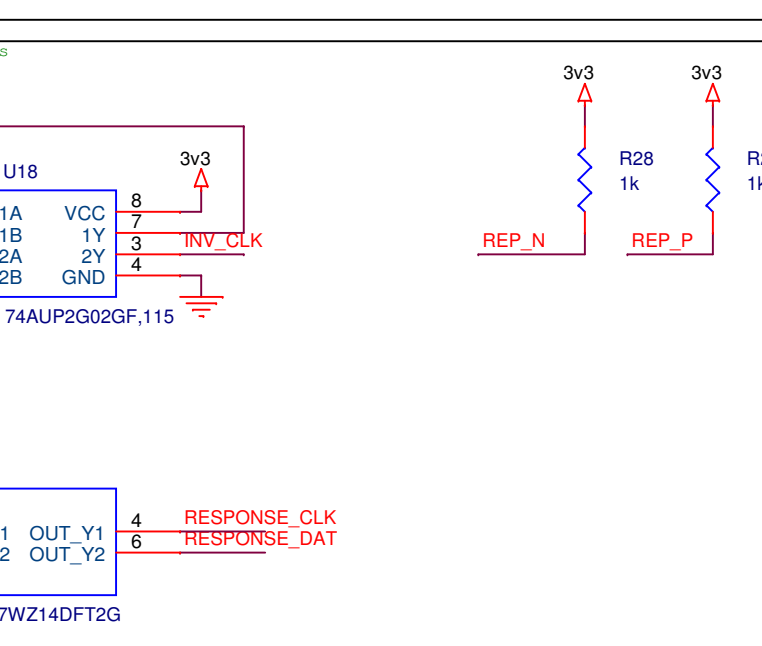 S
3v3 3v3
U18 3v3 R28
1k
1A VCC 8
1B 1Y 7
2A 2Y 3 INV_CLK REP_N REP_P
2B GND 4
74AUP2G02GF,115
1 OUT_Y1 4 RESPONSE_CLK
2 OUT_Y2 6 RESPONSE_DAT
7WZ14DFT2G